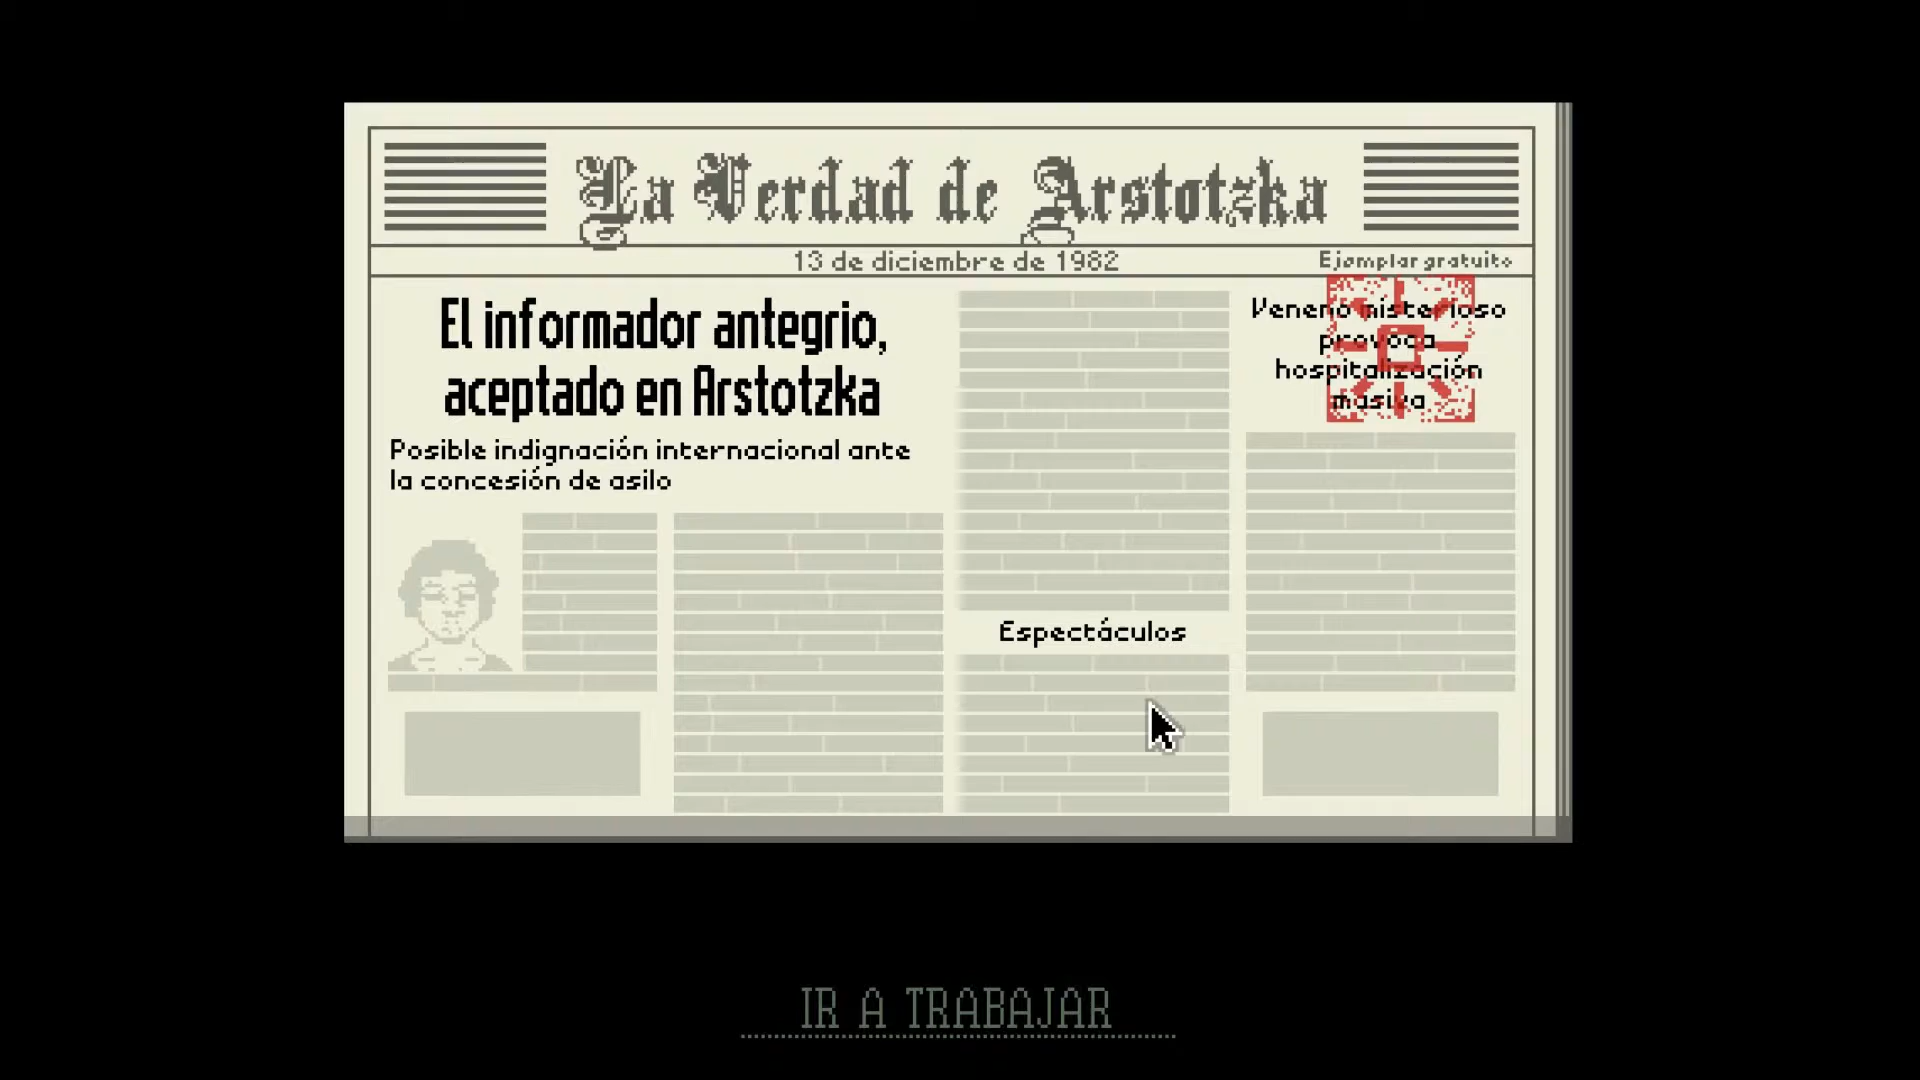 La Verdad de Arstotzka
13 de diciembre de 1982
Ejemplar gratuito
El informador antegrio,
aceptado en Arstotzka
Posible indignación internacional ante
la concesión de asilo
Espectáculos
Veneno misterioso
provoca
hospitalización
masiva
IR A TRABAJAR